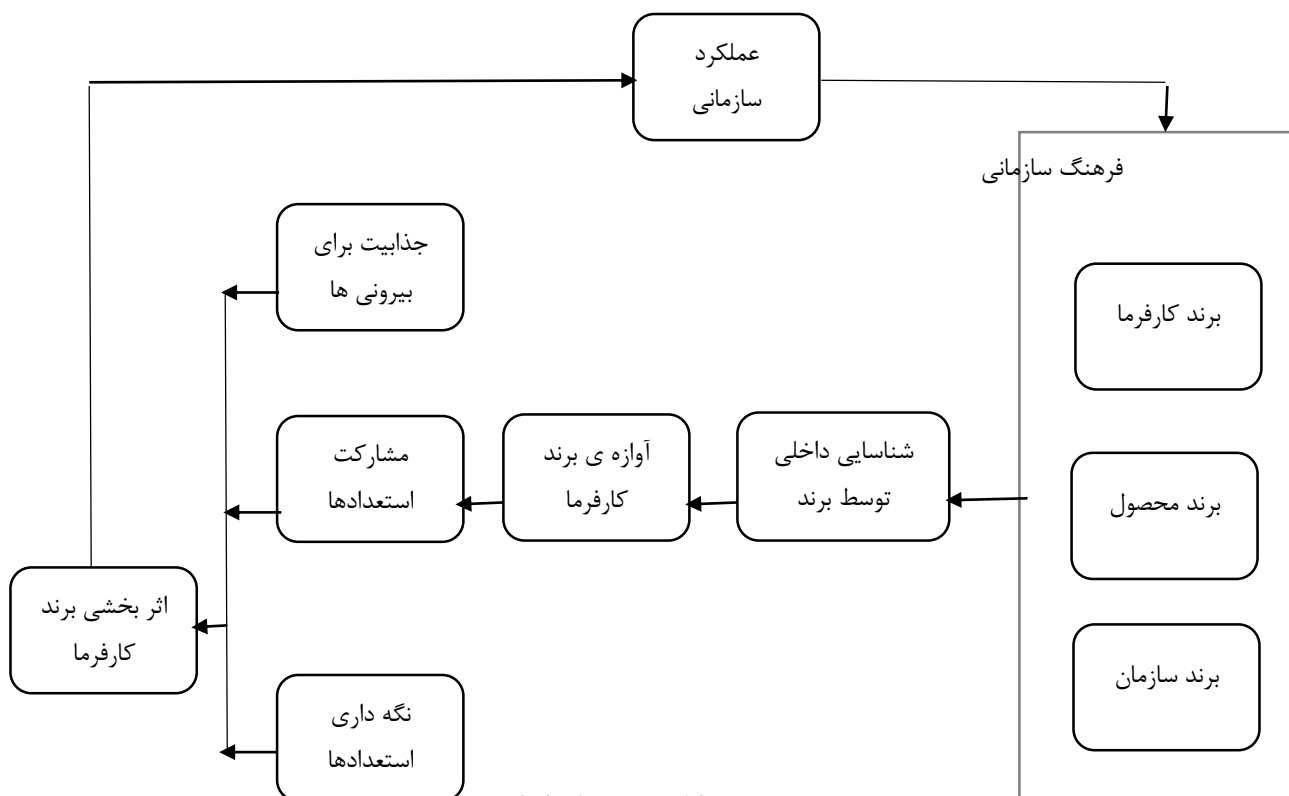 عملکرد
سازمانی
فرهنگ سازمانی
جذابیت برای
بیرونی ها
برند کارفرما
شناسایی داخلی
توسط برند
آوازه ی برند
کارفرما
مشارکت
استعدادها
برند محصول
اثر بخشی برند
کارفرما
برند سازمان
نگه داری
استعدادها